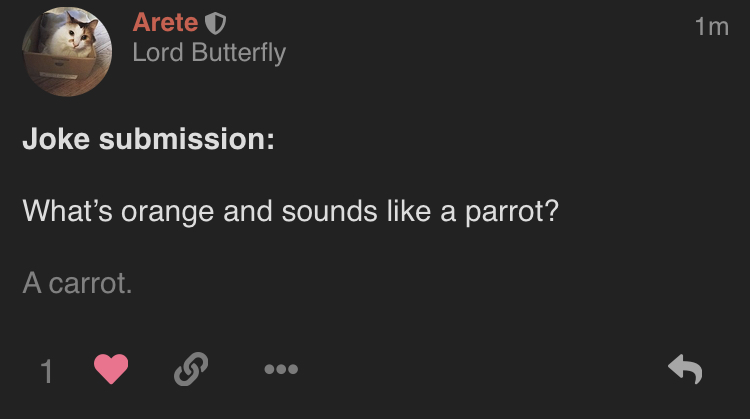 Arete
1m
Lord Butterfly
Joke submission:
What’s orange and sounds like a parrot?
A carrot.
1